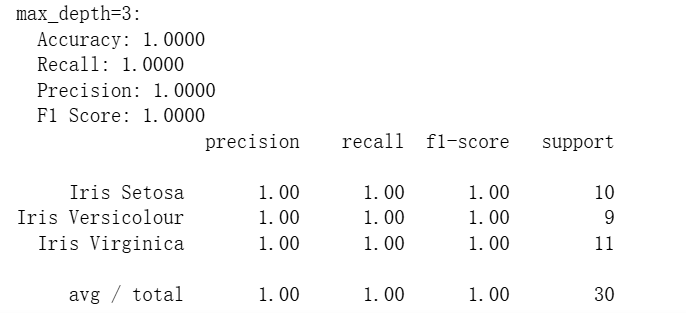 max_depth=3:
Accuracy: 1.0000
Recall: 1.0000
Precision: 1.0000
F1 Score: 1.0000
precision recall f1-score support
Iris Setosa 1.00 1.00 1.00 10
Iris Versicolour 1.00 1.00 1.00 9
Iris Virginica 1.00 1.00 1.00 11
avg / total 1.00 1.00 1.00 30